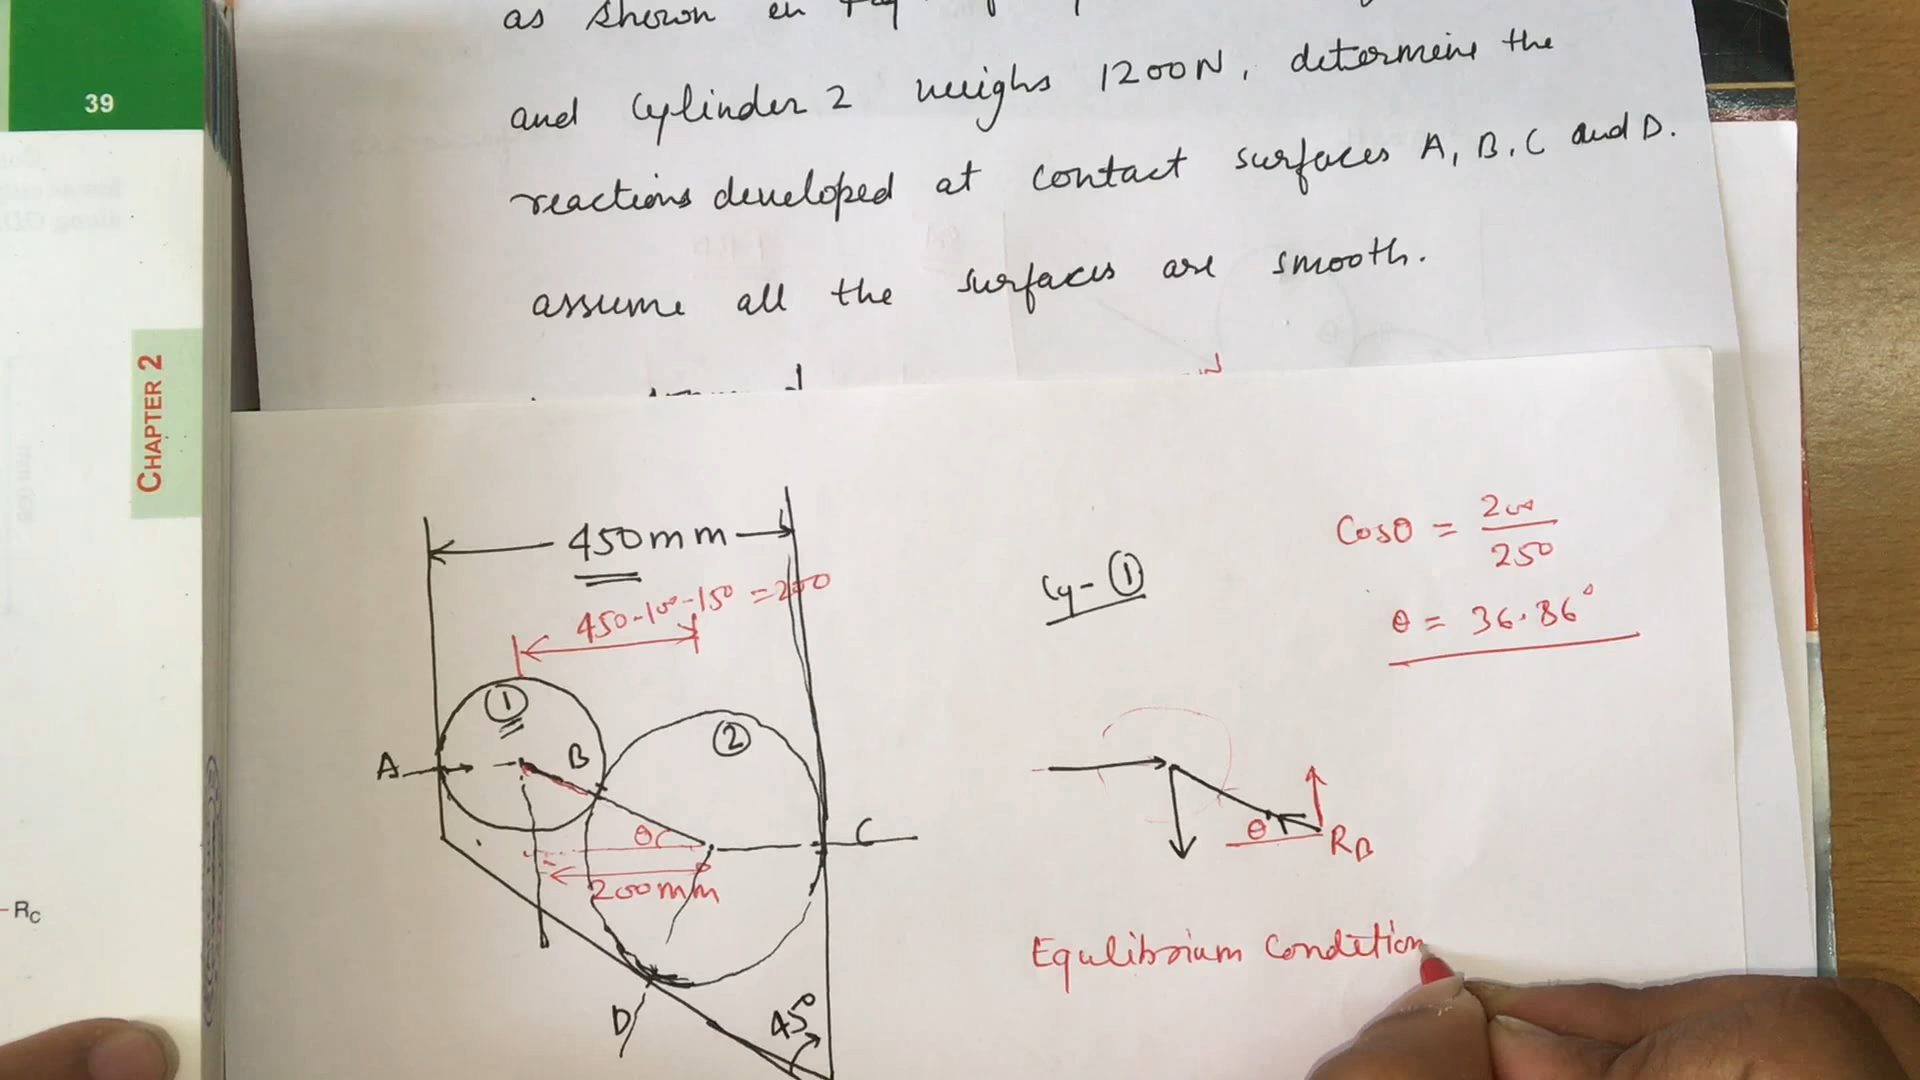 39
CHAPTER 2
RC
as shown
and cylinder 2 weighs 1200N, determine the
reactions developed at contact surfaces A, B, C and D.
assume all the surfaces are smooth.
450mm
450-100-150 = 200
1
2
A
B
C
D
θ
200mm
45°
Cy - 1
Cosθ = 200/250
θ = 36.86°
θ
RB
Equlibrium Condition